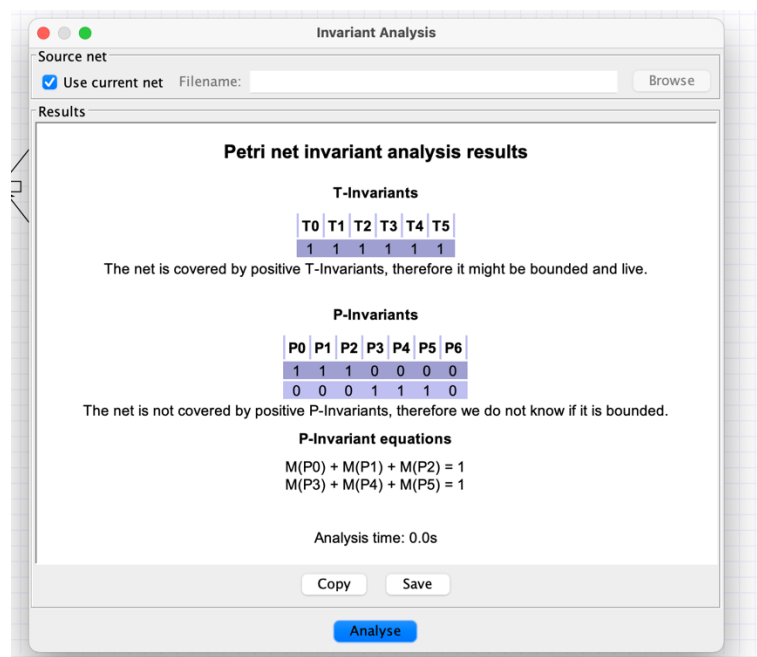 Invariant Analysis
Source net
Use current net Filename: Browse
Results
Petri net invariant analysis results
T-Invariants
T0 T1 T2 T3 T4 T5
1 1 1 1 1 1
The net is covered by positive T-Invariants, therefore it might be bounded and live.
P-Invariants
P0 P1 P2 P3 P4 P5 P6
1 1 1 0 0 0 0
0 0 0 1 1 1 0
The net is not covered by positive P-Invariants, therefore we do not know if it is bounded.
P-Invariant equations
M(P0) + M(P1) + M(P2) = 1
M(P3) + M(P4) + M(P5) = 1
Analysis time: 0.0s
Copy Save
Analyse